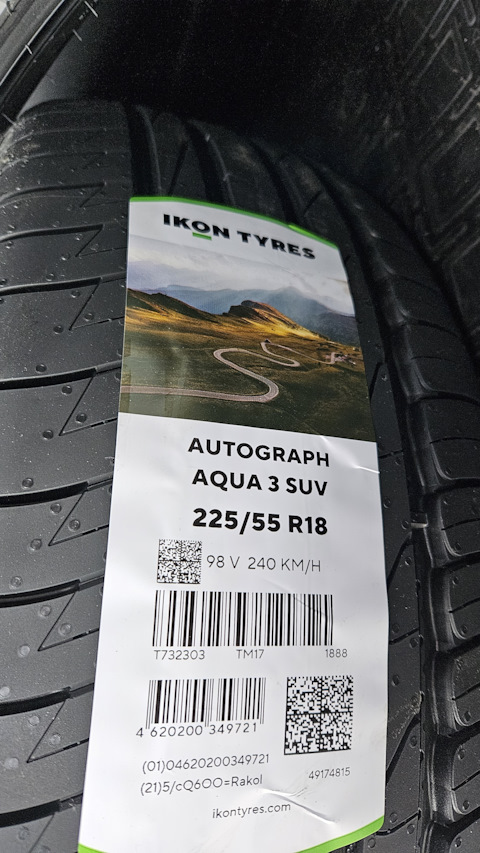 IKON TYRES
AUTOGRAPH
AQUA 3 SUV
225/55 R18
98 V 240 KM/H
T732303 TM17 1888
4 620200 349721
(01)04620200349721
(21)5/cQ6OO=Rakol
49174815
ikontyres.com